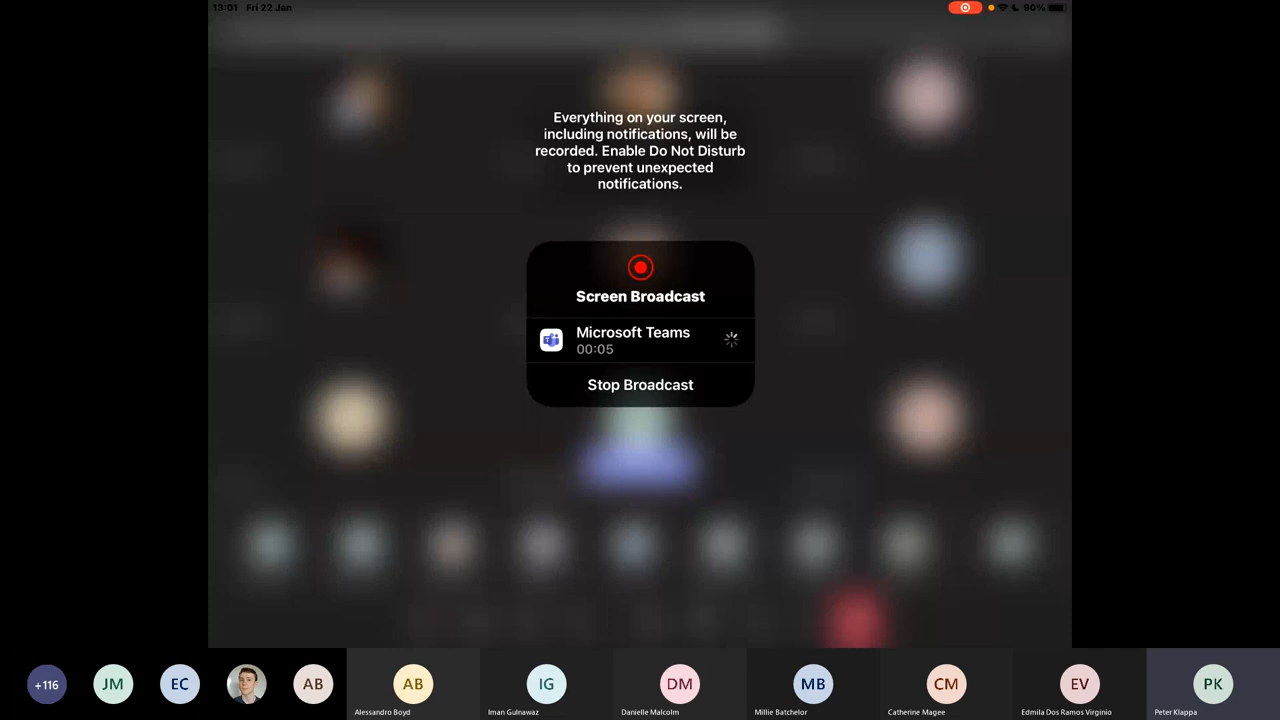 13:01 Fri 22 Jan
90%
Everything on your screen,
including notifications, will be
recorded. Enable Do Not Disturb
to prevent unexpected
notifications.
Screen Broadcast
Microsoft Teams
00:05
Stop Broadcast
+116
JM
EC
AB
AB
IG
DM
MB
CM
EV
PK
Alessandro Boyd
Iman Gulnawaz
Danielle Malcolm
Millie Batchelor
Catherine Magee
Edmila Dos Ramos Virginio
Peter Klappa